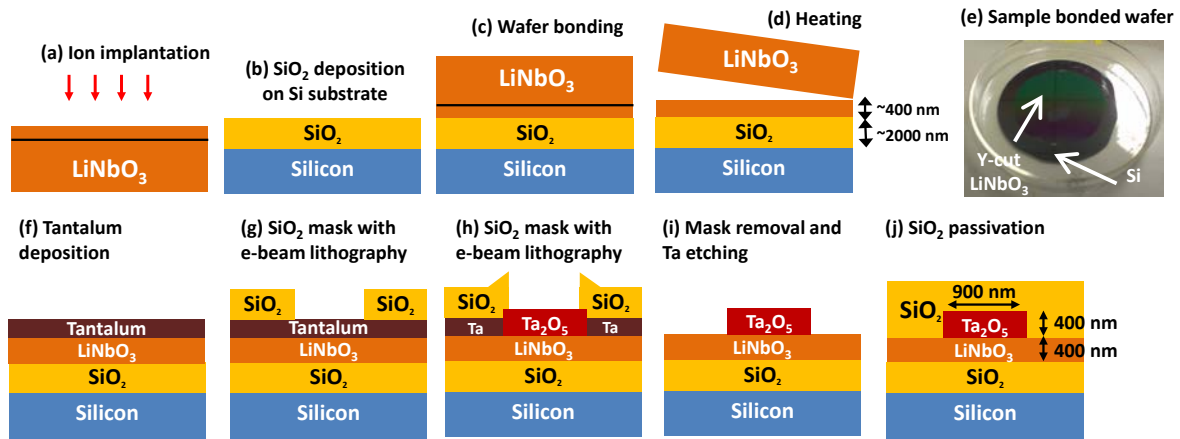 (a) Ion implantation
LiNbO₃
(b) SiO₂ deposition
on Si substrate
SiO₂
Silicon
(c) Wafer bonding
LiNbO₃
SiO₂
Silicon
(d) Heating
LiNbO₃
~400 nm
SiO₂
~2000 nm
Silicon
(e) Sample bonded wafer
Y-cut
LiNbO₃
Si
(f) Tantalum
deposition
Tantalum
LiNbO₃
SiO₂
Silicon
(g) SiO₂ mask with
e-beam lithography
SiO₂ SiO₂
Tantalum
LiNbO₃
SiO₂
Silicon
(h) SiO₂ mask with
e-beam lithography
SiO₂ SiO₂
Ta Ta₂O₅ Ta
LiNbO₃
SiO₂
Silicon
(i) Mask removal and
Ta etching
Ta₂O₅
LiNbO₃
SiO₂
Silicon
(j) SiO₂ passivation
900 nm
SiO₂
Ta₂O₅ 400 nm
LiNbO₃ 400 nm
SiO₂
Silicon